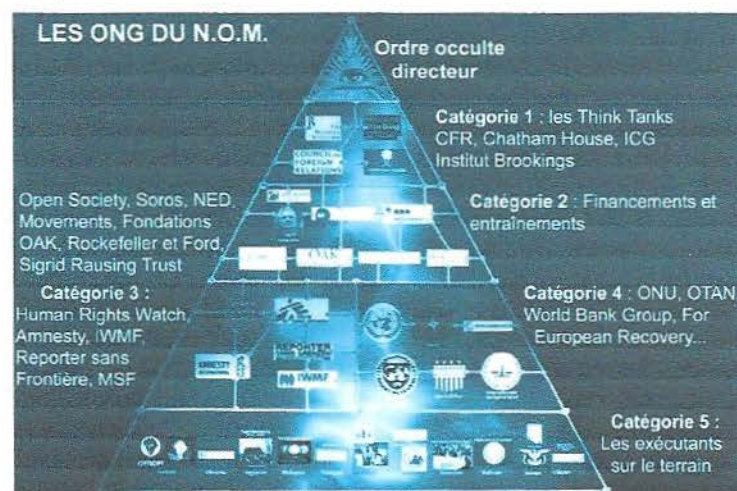 LES ONG DU N.O.M.
Ordre occulte
directeur
Catégorie 1 : les Think Tanks
CFR, Chatham House, ICG
Institut Brookings
COUNCIL
FOREIGN
RELATIONS
Open Society, Soros, NED,
Movements, Fondations
OAK, Rockefeller et Ford,
Sigrid Rausing Trust
Catégorie 2 : Financements et
entraînements
OAK
Catégorie 3 :
Human Rights Watch,
Amnesty, IWMF,
Reporter sans
Frontière, MSF
REPORTER
AMNESTY
IWMF
Catégorie 4 : ONU, OTAN,
World Bank Group, For
European Recovery...
Catégorie 5 :
Les exécutants
sur le terrain